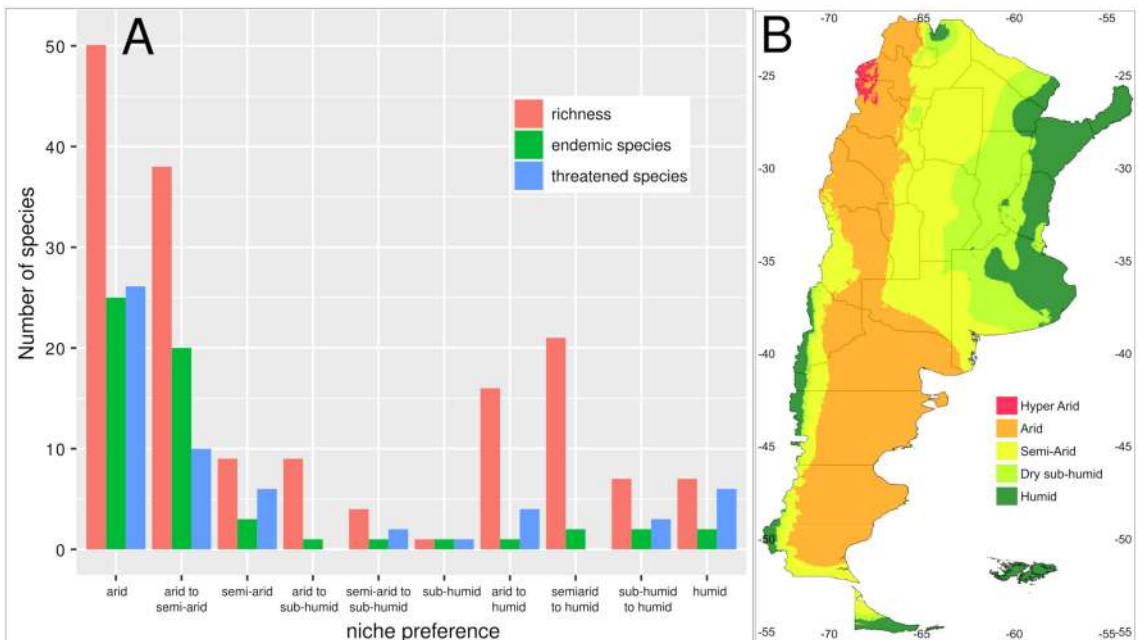 A
50
40
30
20
10
0
Number of species
richness
endemic species
threatened species
arid
arid to
semi-arid
semi-arid
arid to
sub-humid
semi-arid to
sub-humid
sub-humid
arid to
humid
semiarid
to humid
sub-humid
to humid
humid
niche preference
B
-70
-65
-60
-55
-25
-25
-30
-30
-35
-35
-40
-40
-45
-45
-50
-50
-55
-70
-65
-60
-55-55
Hyper Arid
Arid
Semi-Arid
Dry sub-humid
Humid